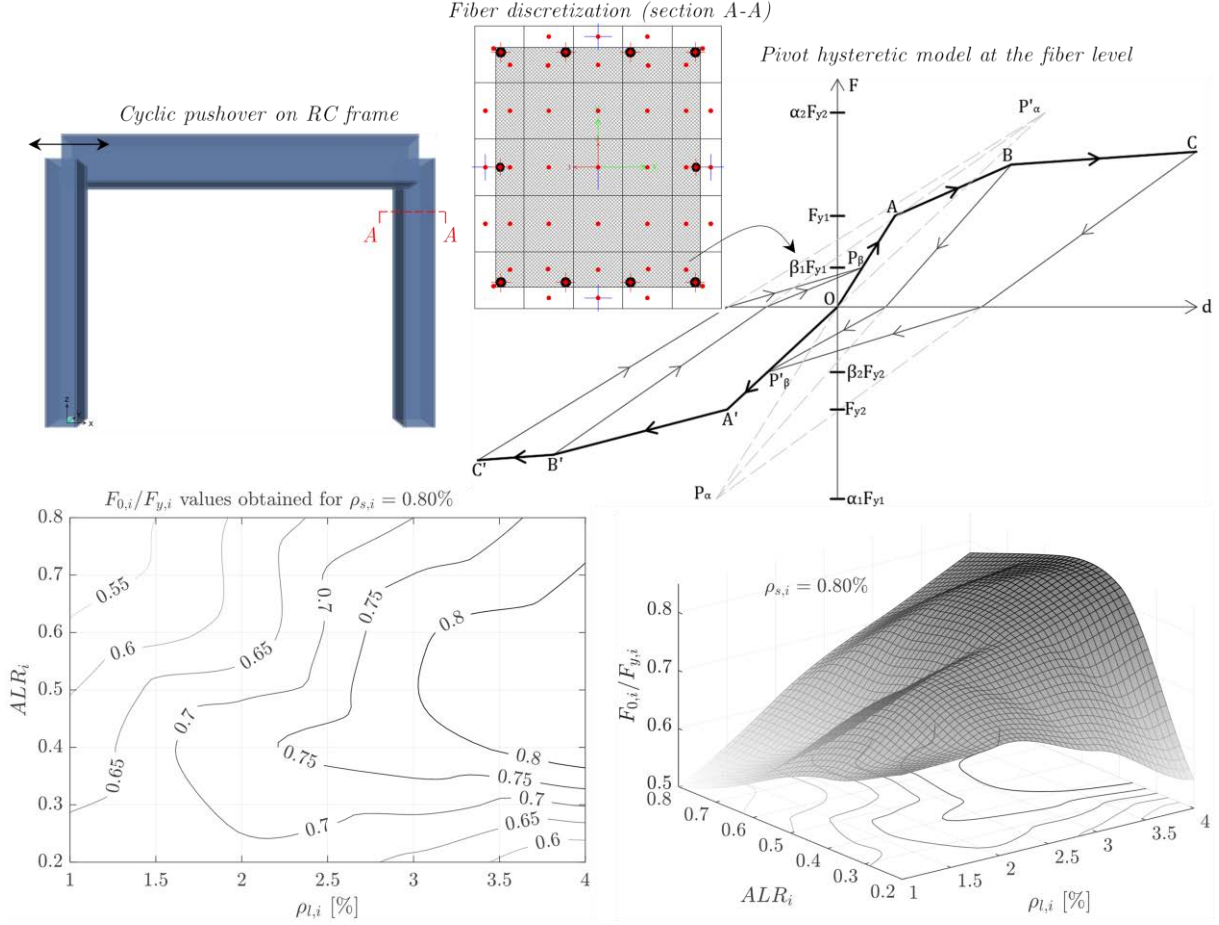 Fiber discretization (section A-A)
Pivot hysteretic model at the fiber level
Cyclic pushover on RC frame
A A
Z
X
F
α₂Fy2
P'α
C
B
A
Fy1
β₁Fy1
Pβ
O
d
P'β
β₂Fy2
Fy2
A'
B'
C'
Pα
α₁Fy1
F0,i/Fy,i values obtained for ρs,i = 0.80%
0.8
0.7
0.6
0.5
0.4
0.3
0.2
ALRi
1 1.5 2 2.5 3 3.5 4
ρl,i [%]
0.55
0.6
0.65
0.65
0.7
0.7
0.7
0.75
0.75
0.75
0.8
0.8
0.7
0.65
0.6
ρs,i = 0.80%
0.8
0.7
0.6
0.5
F0,i/Fy,i
0.8
0.7
0.6
0.5
0.4
0.3
0.2
ALRi
1
1.5
2
2.5
3
3.5
4
ρl,i [%]